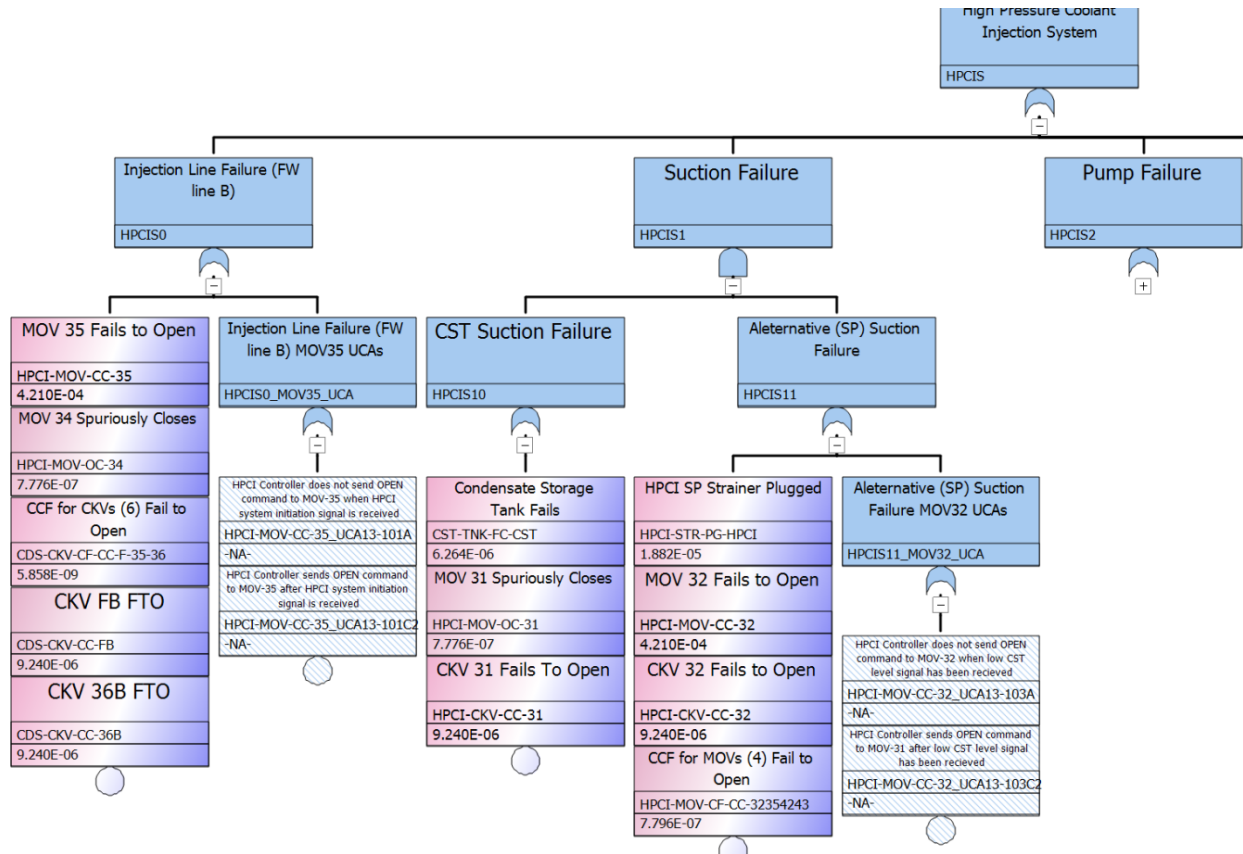 High Pressure Coolant
Injection System
HPCIS
Injection Line Failure (FW
line B)
HPCIS0
Suction Failure
HPCIS1
Pump Failure
HPCIS2
MOV 35 Fails to Open
HPCI-MOV-CC-35
4.210E-04
MOV 34 Spuriously Closes
HPCI-MOV-OC-34
7.776E-07
CCF for CKVs (6) Fail to
Open
CDS-CKV-CF-CC-F-35-36
5.858E-09
CKV FB FTO
CDS-CKV-CC-FB
9.240E-06
CKV 36B FTO
CDS-CKV-CC-36B
9.240E-06
Injection Line Failure (FW
line B) MOV35 UCAs
HPCIS0_MOV35_UCA
HPCI Controller does not send OPEN
command to MOV-35 when HPCI
system initiation signal is received
HPCI-MOV-CC-35_UCA13-101A
-NA-
HPCI Controller sends OPEN command
to MOV-35 after HPCI system initiation
signal is received
HPCI-MOV-CC-35_UCA13-101C2
-NA-
CST Suction Failure
HPCIS10
Condensate Storage
Tank Fails
CST-TNK-FC-CST
6.264E-06
MOV 31 Spuriously Closes
HPCI-MOV-OC-31
7.776E-07
CKV 31 Fails To Open
HPCI-CKV-CC-31
9.240E-06
Aleternative (SP) Suction
Failure
HPCIS11
HPCI SP Strainer Plugged
HPCI-STR-PG-HPCI
1.882E-05
MOV 32 Fails to Open
HPCI-MOV-CC-32
4.210E-04
CKV 32 Fails to Open
HPCI-CKV-CC-32
9.240E-06
CCF for MOVs (4) Fail to
Open
HPCI-MOV-CF-CC-32354243
7.796E-07
Aleternative (SP) Suction
Failure MOV32 UCAs
HPCIS11_MOV32_UCA
HPCI Controller does not send OPEN
command to MOV-32 when low CST
level signal has been recieved
HPCI-MOV-CC-32_UCA13-103A
-NA-
HPCI Controller sends OPEN command
to MOV-31 after low CST level signal
has been recieved
HPCI-MOV-CC-32_UCA13-103C2
-NA-